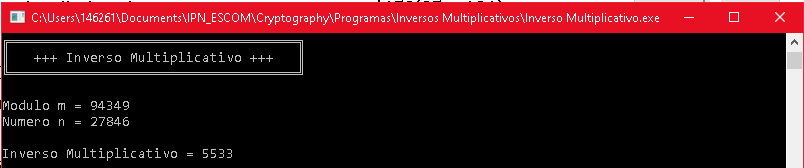 C:\Users\146261\Documents\IPN_ESCOM\Cryptography\Programas\Inversos Multiplicativos\Inverso Multiplicativo.exe
+++ Inverso Multiplicativo +++
Modulo m = 94349
Numero n = 27846
Inverso Multiplicativo = 5533